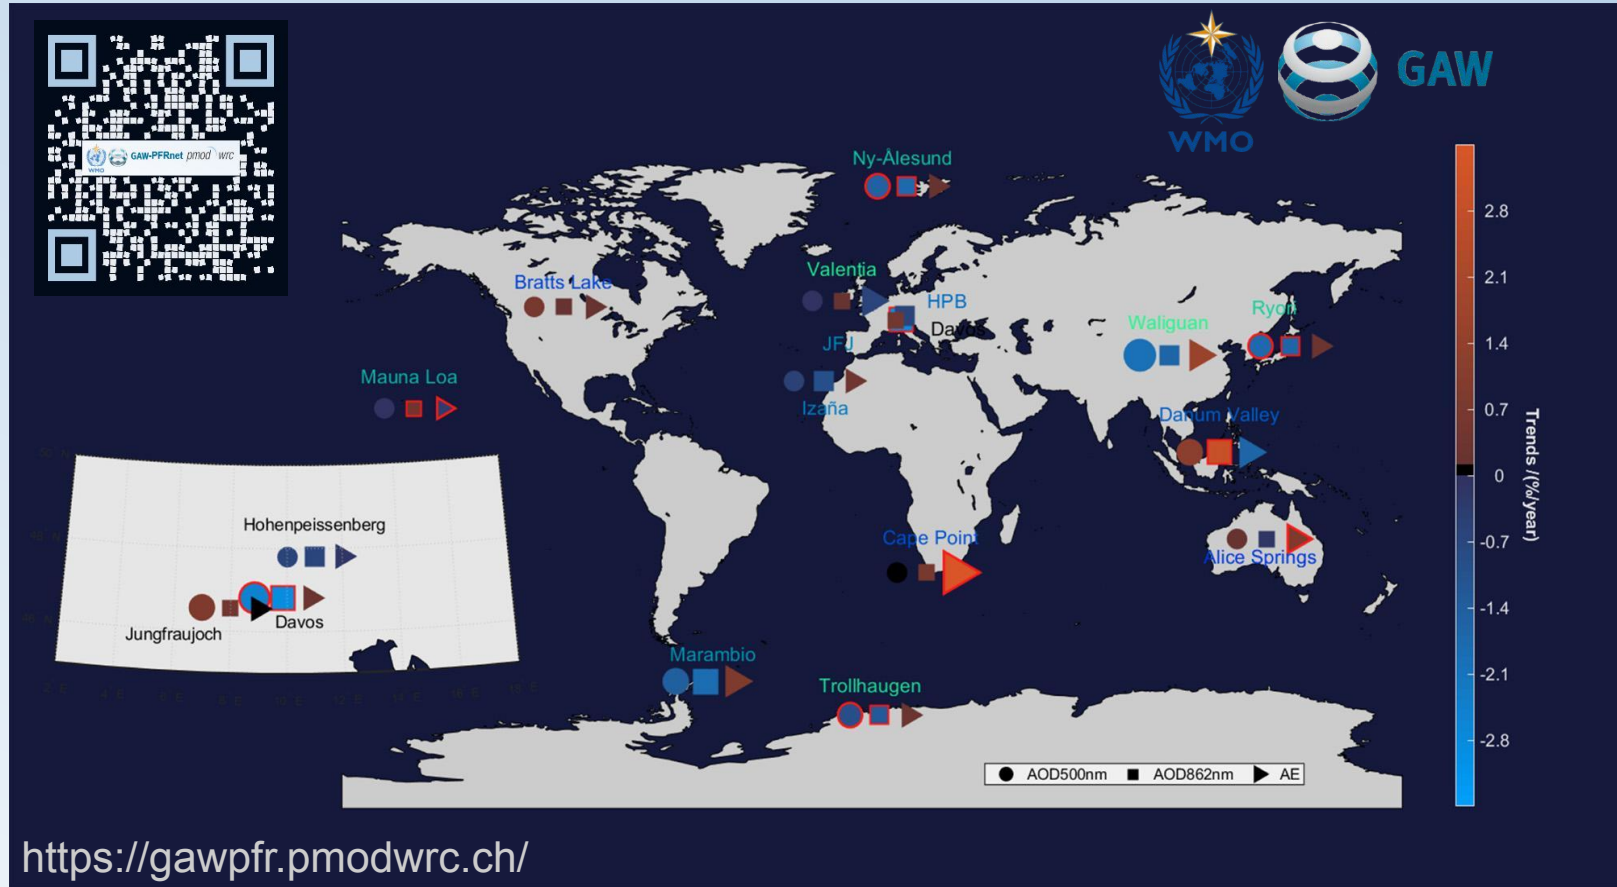 WMO
GAW-PFRnet pmod wrc
WMO
GAW
Ny-Ålesund
Valentia
Bratts Lake
HPB
Davos
JFJ
Waliguan
Ryori
Mauna Loa
Izaña
Danum Valley
Cape Point
Alice Springs
Hohenpeissenberg
Jungfraujoch
Davos
Marambio
Trollhaugen
AOD500nm AOD862nm AE
2.8
2.1
1.4
0.7
0
-0.7
-1.4
-2.1
-2.8
Trends /(%/year)
https://gawpfr.pmodwrc.ch/